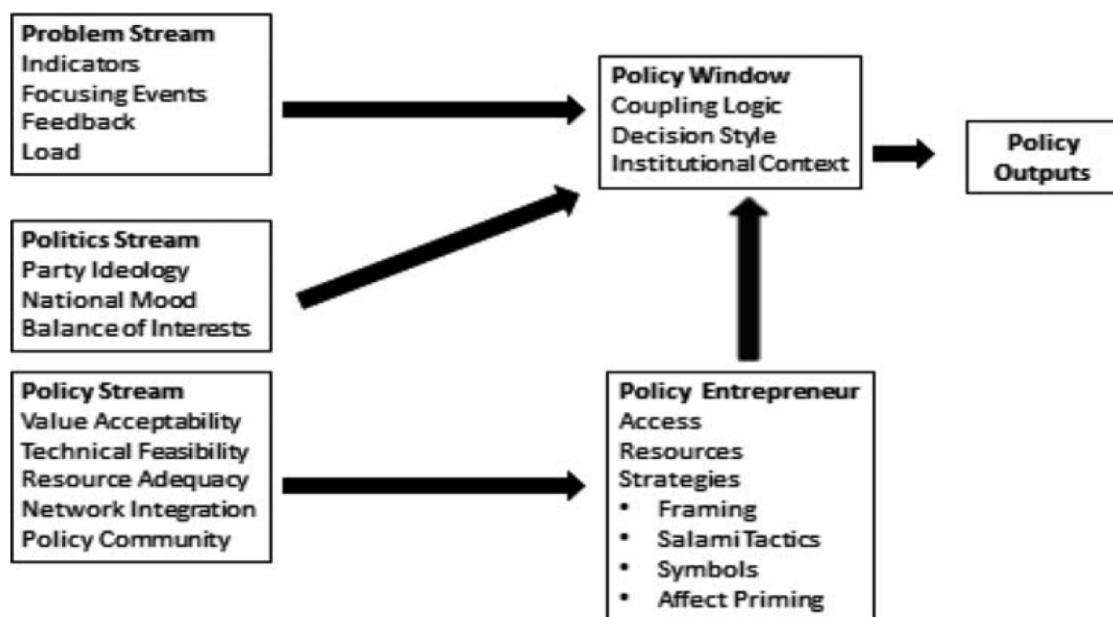 Problem Stream
Indicators
Focusing Events
Feedback
Load
Politics Stream
Party Ideology
National Mood
Balance of Interests
Policy Stream
Value Acceptability
Technical Feasibility
Resource Adequacy
Network Integration
Policy Community
Policy Window
Coupling Logic
Decision Style
Institutional Context
Policy Entrepreneur
Access
Resources
Strategies
• Framing
• Salami Tactics
• Symbols
• Affect Priming
Policy
Outputs